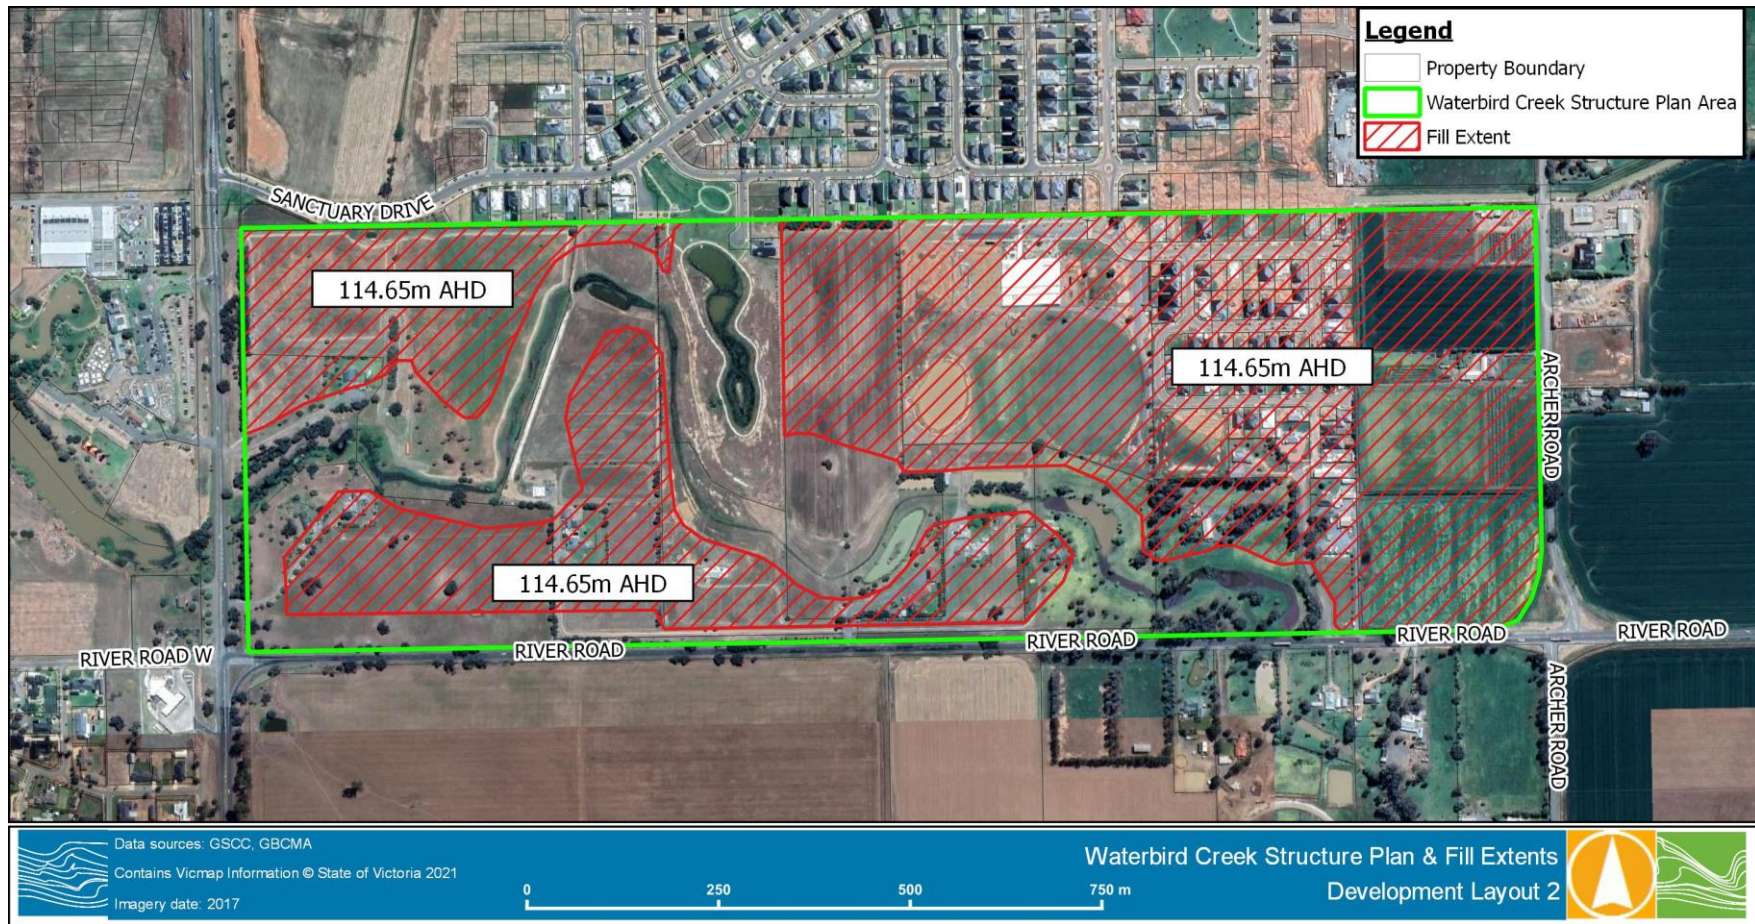 Legend
Property Boundary
Waterbird Creek Structure Plan Area
Fill Extent
SANCTUARY DRIVE
114.65m AHD
114.65m AHD
ARCHER ROAD
114.65m AHD
RIVER ROAD W
RIVER ROAD
RIVER ROAD
RIVER ROAD
RIVER ROAD
ARCHER ROAD
Data sources: GSCC, GBCMA
Contains Vicmap Information © State of Victoria 2021
Imagery date: 2017
0 250 500 750 m
Waterbird Creek Structure Plan & Fill Extents
Development Layout 2